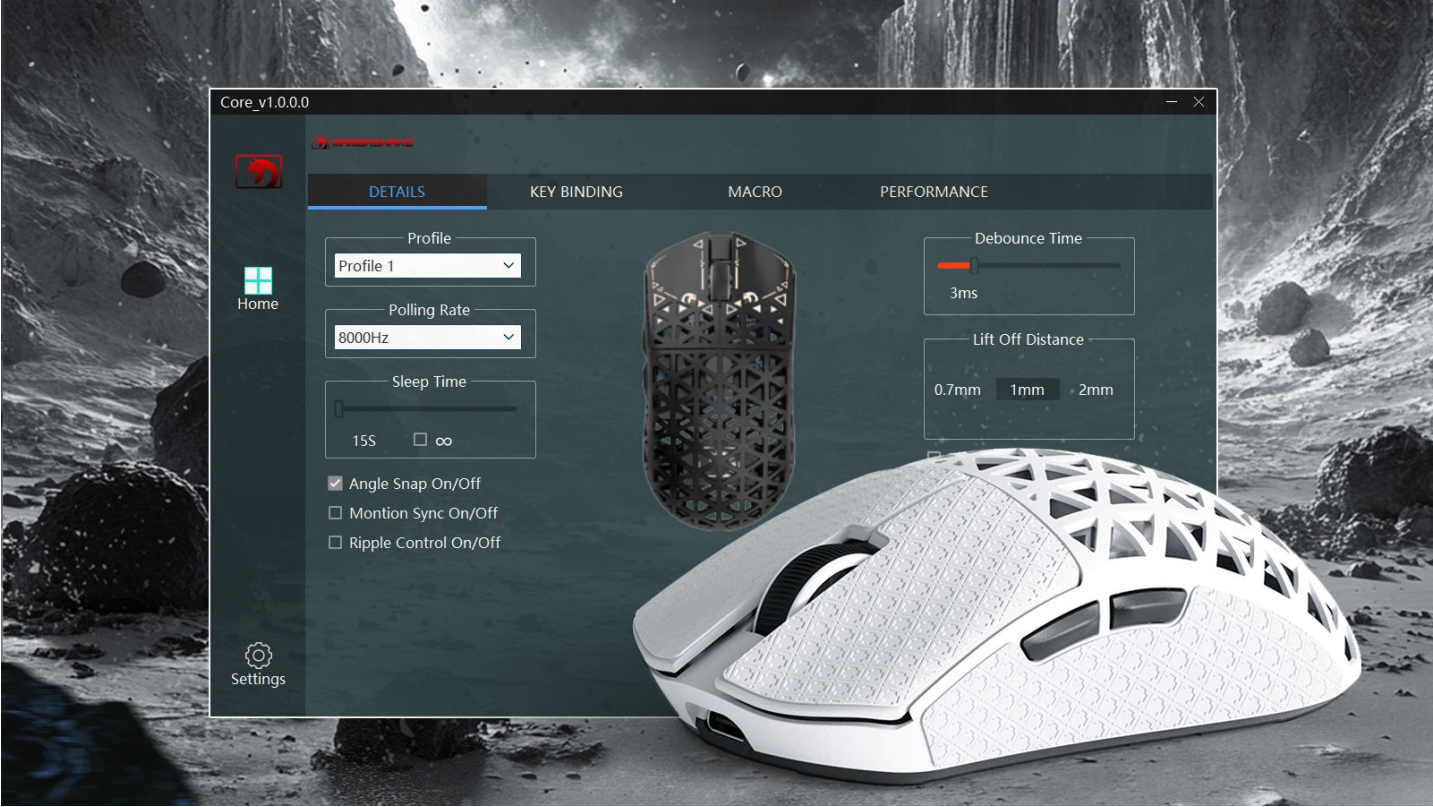 Core_v1.0.0.0
MAMBASNAKE
DETAILS
KEY BINDING
MACRO
PERFORMANCE
Profile
Profile 1
Polling Rate
8000Hz
Sleep Time
15S
∞
Angle Snap On/Off
Montion Sync On/Off
Ripple Control On/Off
Debounce Time
3ms
Lift Off Distance
0.7mm 1mm 2mm
Home
Settings